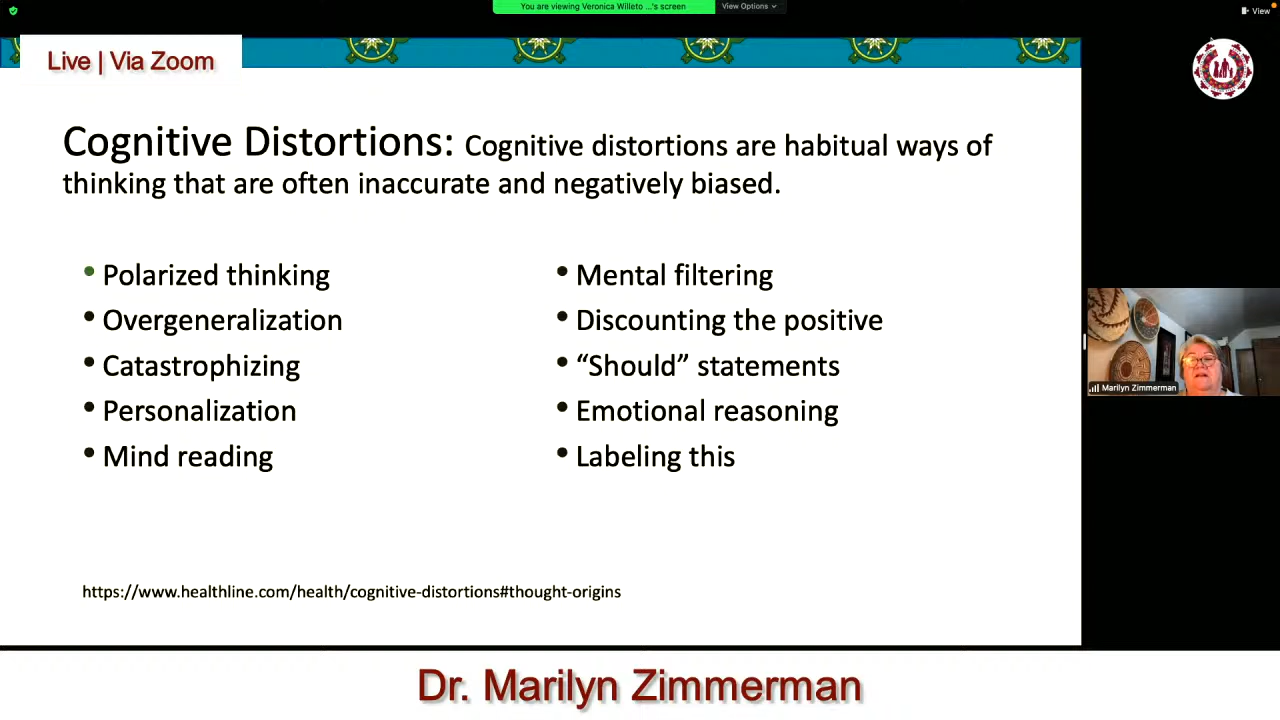 You are viewing Veronica Willeto ...'s screen
View Options
View
Live | Via Zoom
Cognitive Distortions: Cognitive distortions are habitual ways of
thinking that are often inaccurate and negatively biased.
• Polarized thinking
• Overgeneralization
• Catastrophizing
• Personalization
• Mind reading
• Mental filtering
• Discounting the positive
• “Should” statements
• Emotional reasoning
• Labeling this
https://www.healthline.com/health/cognitive-distortions#thought-origins
Marilyn Zimmerman
Dr. Marilyn Zimmerman